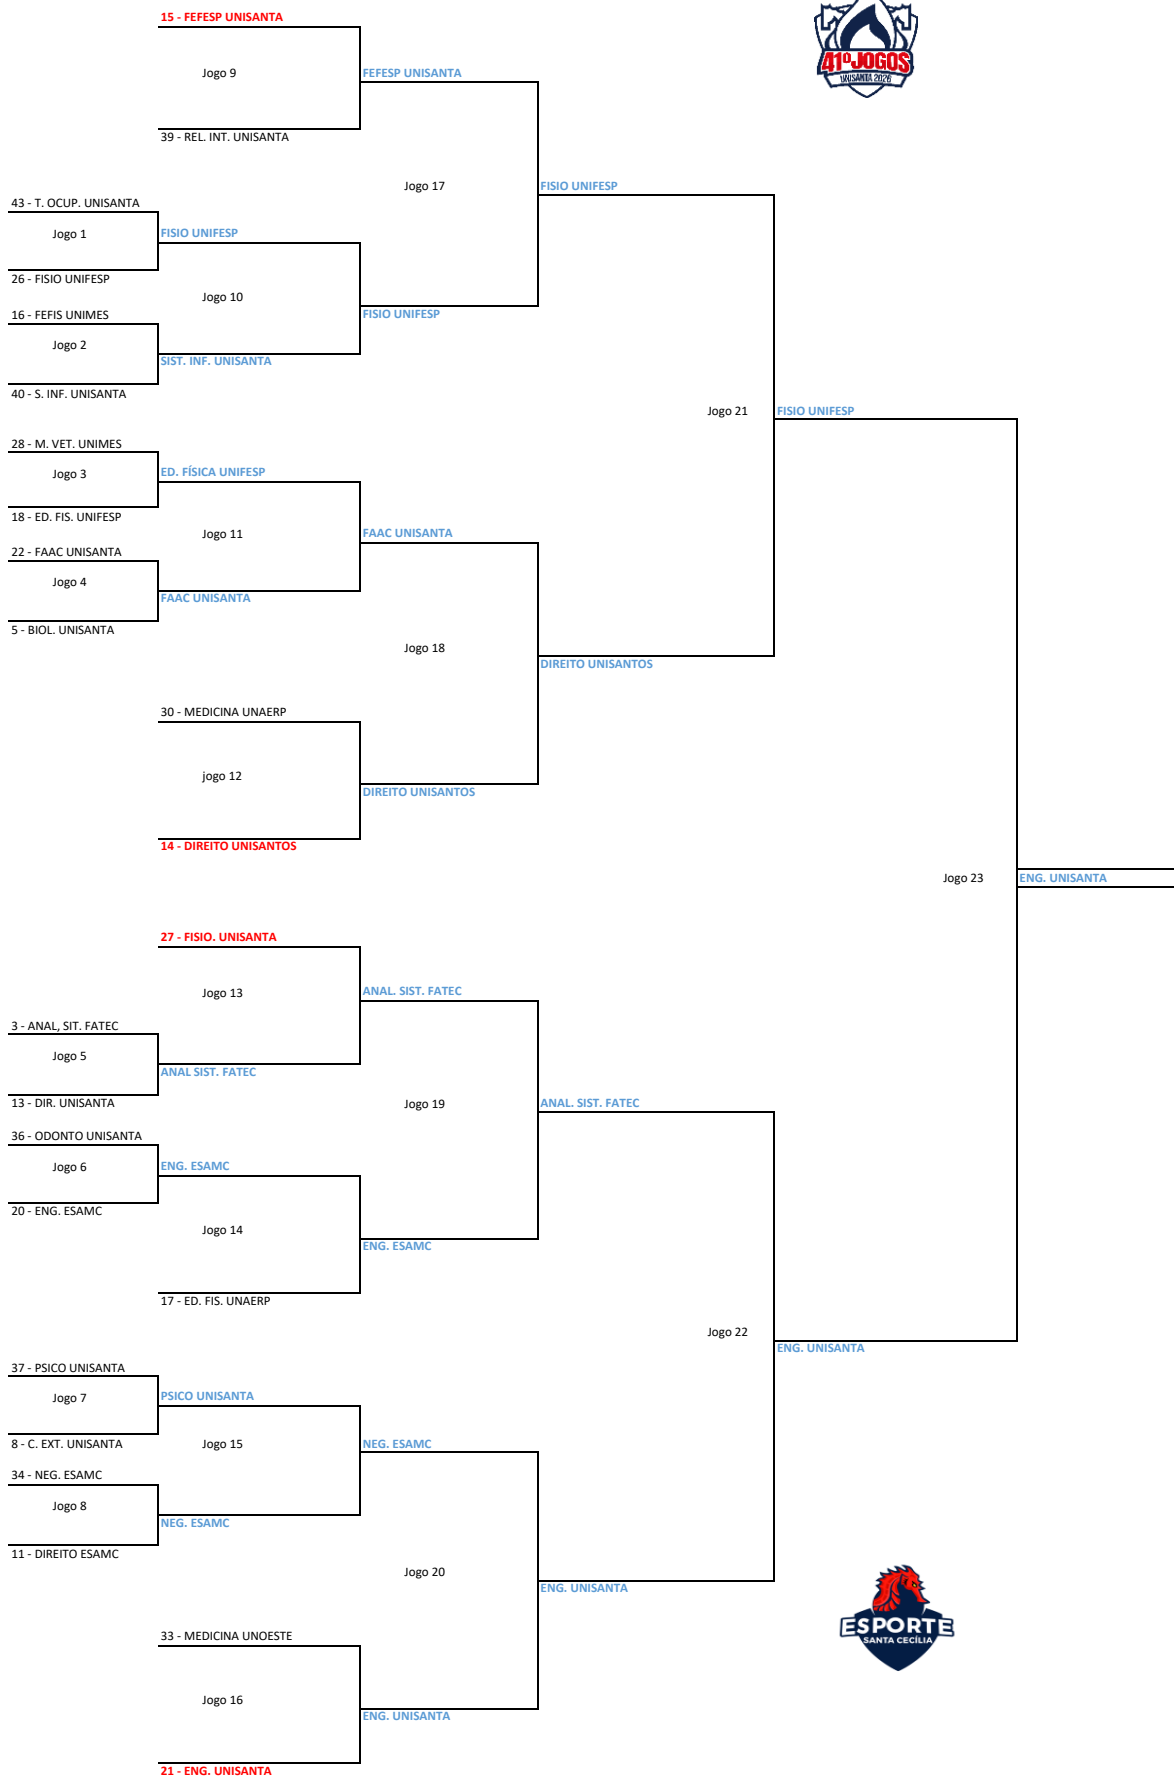 15 - FEFESP UNISANTA
41º JOGOS
UNISANTA 2026
Jogo 9
FEFESP UNISANTA
39 - REL. INT. UNISANTA
Jogo 17
FISIO UNIFESP
43 - T. OCUP. UNISANTA
Jogo 1
FISIO UNIFESP
26 - FISIO UNIFESP
Jogo 10
16 - FEFIS UNIMES
FISIO UNIFESP
Jogo 2
SIST. INF. UNISANTA
40 - S. INF. UNISANTA
Jogo 21
FISIO UNIFESP
28 - M. VET. UNIMES
Jogo 3
ED. FÍSICA UNIFESP
18 - ED. FIS. UNIFESP
Jogo 11
FAAC UNISANTA
22 - FAAC UNISANTA
Jogo 4
FAAC UNISANTA
5 - BIOL. UNISANTA
Jogo 18
DIREITO UNISANTOS
30 - MEDICINA UNAERP
jogo 12
DIREITO UNISANTOS
14 - DIREITO UNISANTOS
Jogo 23
ENG. UNISANTA
27 - FISIO. UNISANTA
Jogo 13
ANAL. SIST. FATEC
3 - ANAL, SIT. FATEC
Jogo 5
ANAL SIST. FATEC
13 - DIR. UNISANTA
Jogo 19
ANAL. SIST. FATEC
36 - ODONTO UNISANTA
Jogo 6
ENG. ESAMC
20 - ENG. ESAMC
Jogo 14
ENG. ESAMC
17 - ED. FIS. UNAERP
Jogo 22
ENG. UNISANTA
37 - PSICO UNISANTA
Jogo 7
PSICO UNISANTA
8 - C. EXT. UNISANTA
Jogo 15
NEG. ESAMC
34 - NEG. ESAMC
Jogo 8
NEG. ESAMC
11 - DIREITO ESAMC
Jogo 20
ENG. UNISANTA
ESPORTE
SANTA CECÍLIA
33 - MEDICINA UNOESTE
Jogo 16
ENG. UNISANTA
21 - ENG. UNISANTA